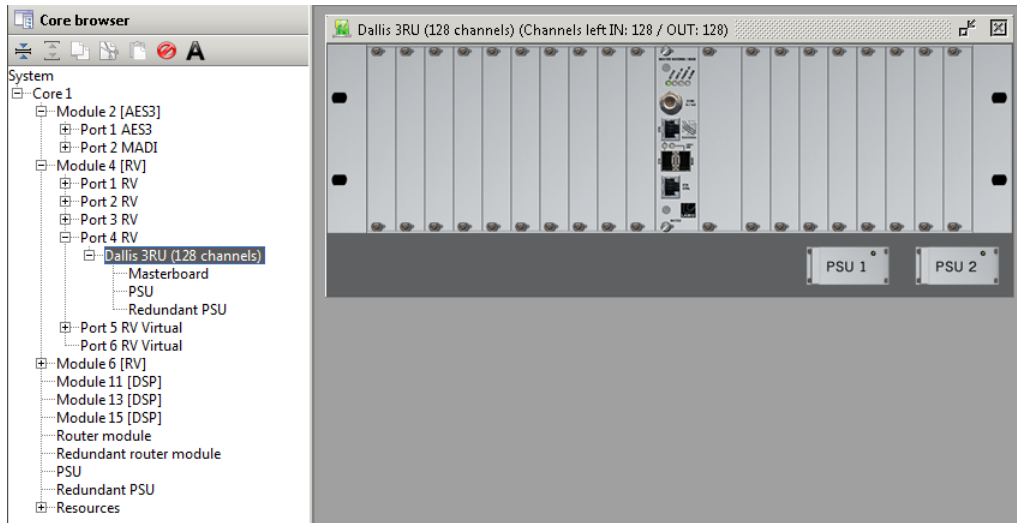 Core browser
A
System
Core 1
Module 2 [AES3]
Port 1 AES3
Port 2 MADI
Module 4 [RV]
Port 1 RV
Port 2 RV
Port 3 RV
Port 4 RV
Dallis 3RU (128 channels)
Masterboard
PSU
Redundant PSU
Port 5 RV Virtual
Port 6 RV Virtual
Module 6 [RV]
Module 11 [DSP]
Module 13 [DSP]
Module 15 [DSP]
Router module
Redundant router module
PSU
Redundant PSU
Resources
Dallis 3RU (128 channels) (Channels left IN: 128 / OUT: 128)
PSU 1
PSU 2